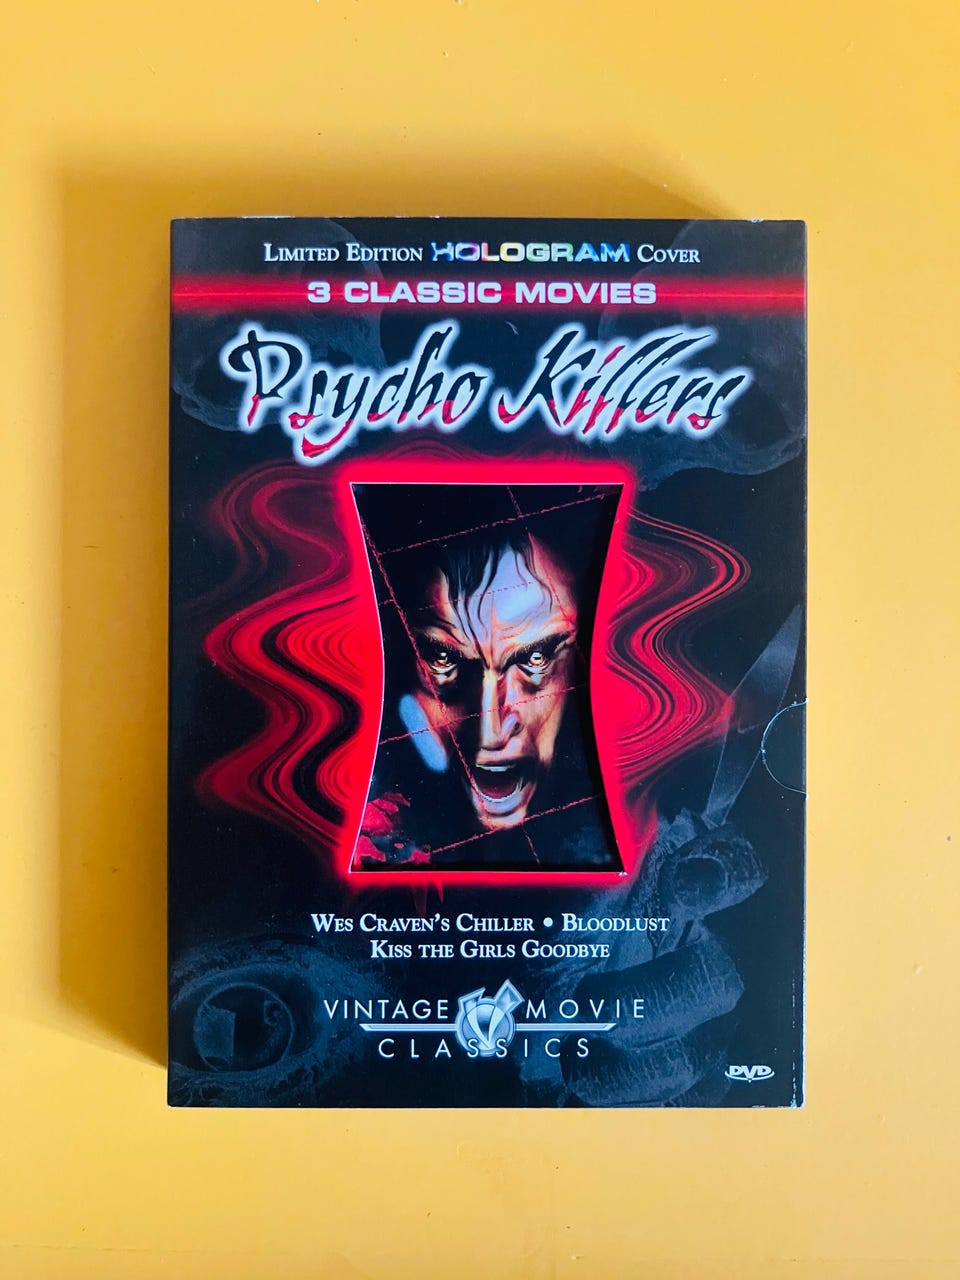 LIMITED EDITION HOLOGRAM COVER
3 CLASSIC MOVIES
Psycho Killers
WES CRAVEN'S CHILLER • BLOODLUST
KISS THE GIRLS GOODBYE
VINTAGE V MOVIE
CLASSICS
DVD